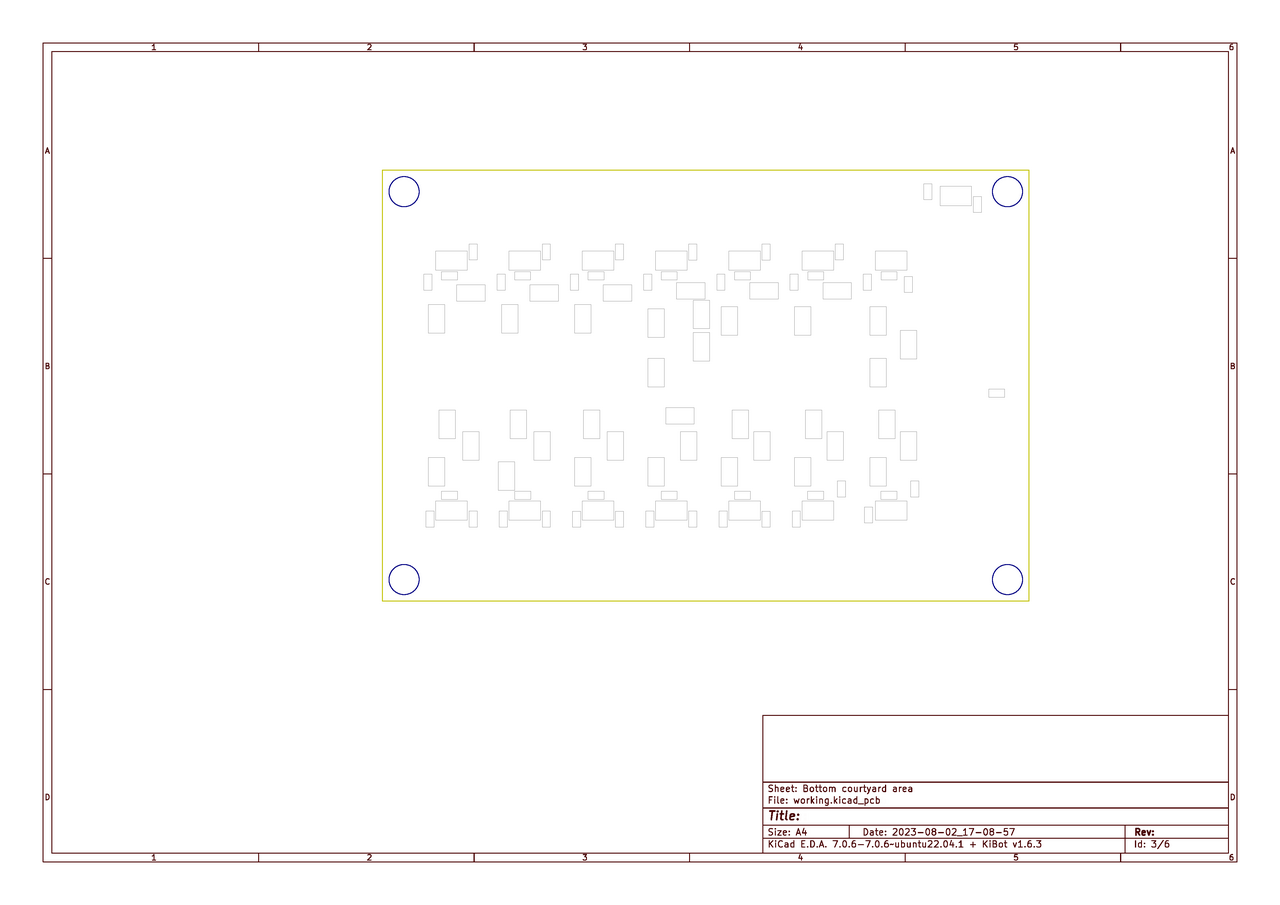 1 2 3 4 5 6
A A
B B
C C
D D
Sheet: Bottom courtyard area
File: working.kicad_pcb
Title:
Size: A4 Date: 2023-08-02_17-08-57 Rev:
KiCad E.D.A. 7.0.6-7.0.6~ubuntu22.04.1 + KiBot v1.6.3 Id: 3/6
1 2 3 4 5 6